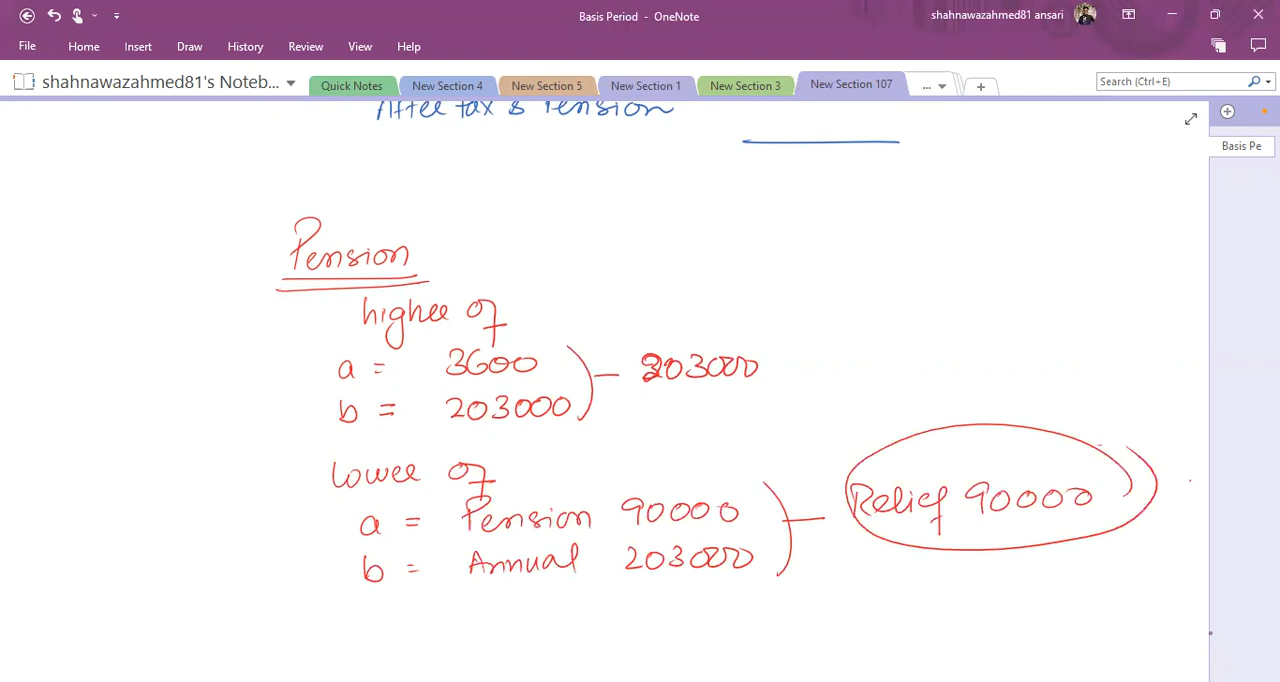 Basis Period - OneNote
shahnawazahmed81 ansari
File Home Insert Draw History Review View Help
shahnawazahmed81's Noteb...
Quick Notes New Section 4 New Section 5 New Section 1 New Section 3 New Section 107 ...
Search (Ctrl+E)
Basis Pe
After tax & Pension
Pension
higher of
a = 3600
203000
b = 203000
lower of
a = Pension 90000
Relief 90000
b = Annual 203000